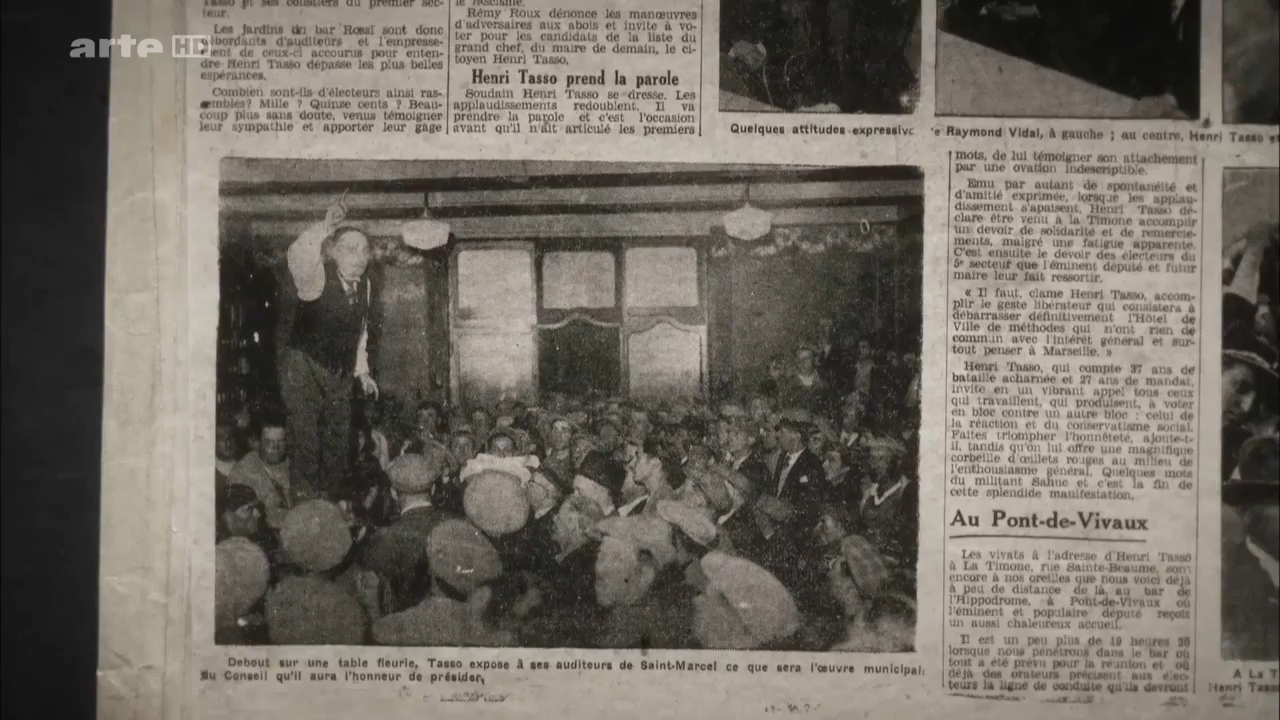 arte HD
Tasso et ses colistiers du premier sec-
teur.
Les jardins du bar Rossi sont donc
débordants d'auditeurs et l'empresse-
ment de ceux-ci accourus pour enten-
dre Henri Tasso dépasse les plus belles
espérances.
Combien sont-ils d'électeurs ainsi ras-
semblés? Mille ? Quinze cents ? Beau-
coup plus sans doute, venus témoigner
leur sympathie et apporter leur gage
le fascisme.
Rémy Roux dénonce les manœuvres
d'adversaires aux abois et invite à vo-
ter pour les candidats de la liste du
grand chef, du maire de demain, le ci-
toyen Henri Tasso.
Henri Tasso prend la parole
Soudain Henri Tasso se dresse. Les
applaudissements redoublent. Il va
prendre la parole et c'est l'occasion
avant qu'il n'ait articulé les premiers
Quelques attitudes expressive
e Raymond Vidal, à gauche ; au centre, Henri Tasso et
mots, de lui témoigner son attachement
par une ovation indescriptible.
Emu par autant de spontanéité et
d'amitié exprimée, lorsque les applau-
dissement s'apaisent, Henri Tasso dé-
clare être venu à la Timone accomplir
un devoir de solidarité et de remercie-
ments, malgré une fatigue apparente.
C'est ensuite le devoir des électeurs du
5e secteur que l'éminent député et futur
maire leur fait ressortir.
« Il faut, clame Henri Tasso, accom-
plir le geste libérateur qui consistera à
débarrasser définitivement l'Hôtel de
Ville de méthodes qui n'ont rien de
commun avec l'intérêt général et sur-
tout penser à Marseille. »
Henri Tasso, qui compte 37 ans de
bataille acharnée et 27 ans de mandat,
invite en un vibrant appel tous ceux
qui travaillent, qui produisent, à voter
en bloc contre un autre bloc : celui de
la réaction et du conservatisme social.
Faites triompher l'honnêteté, ajoute-t-
il, tandis qu'on lui offre une magnifique
corbeille d'œillets rouges au milieu de
l'enthousiasme général. Quelques mots
du militant Sahuc et c'est la fin de
cette splendide manifestation.
Au Pont-de-Vivaux
Les vivats à l'adresse d'Henri Tasso
à La Timone, rue Sainte-Beaume, sont
encore à nos oreilles que nous voici déjà
à peu de distance de là, au bar de
l'Hippodrome, à Pont-de-Vivaux où
l'éminent et populaire député reçoit
un aussi chaleureux accueil.
Il est un peu plus de 19 heures 30
lorsque nous pénétrons dans le bar où
tout a été prévu pour la réunion et où
déjà des orateurs précisent aux élec-
teurs la ligne de conduite qu'ils devront
Debout sur une table fleurie, Tasso expose à ses auditeurs de Saint-Marcel ce que sera l'œuvre municipale
du Conseil qu'il aura l'honneur de présider.
A La T
Henri Tass